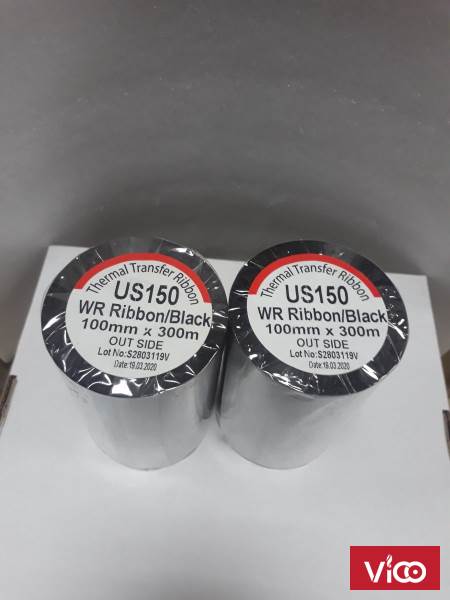 Thermal Transfer Ribbon
US150
WR Ribbon/Black
100mm x 300m
OUT SIDE
Lot No:S2803119V
Date:19.03.2020
Thermal Transfer Ribbon
US150
WR Ribbon/Black
100mm x 300m
OUT SIDE
Lot No:S2803119V
Date:19.03.2020
Vioo